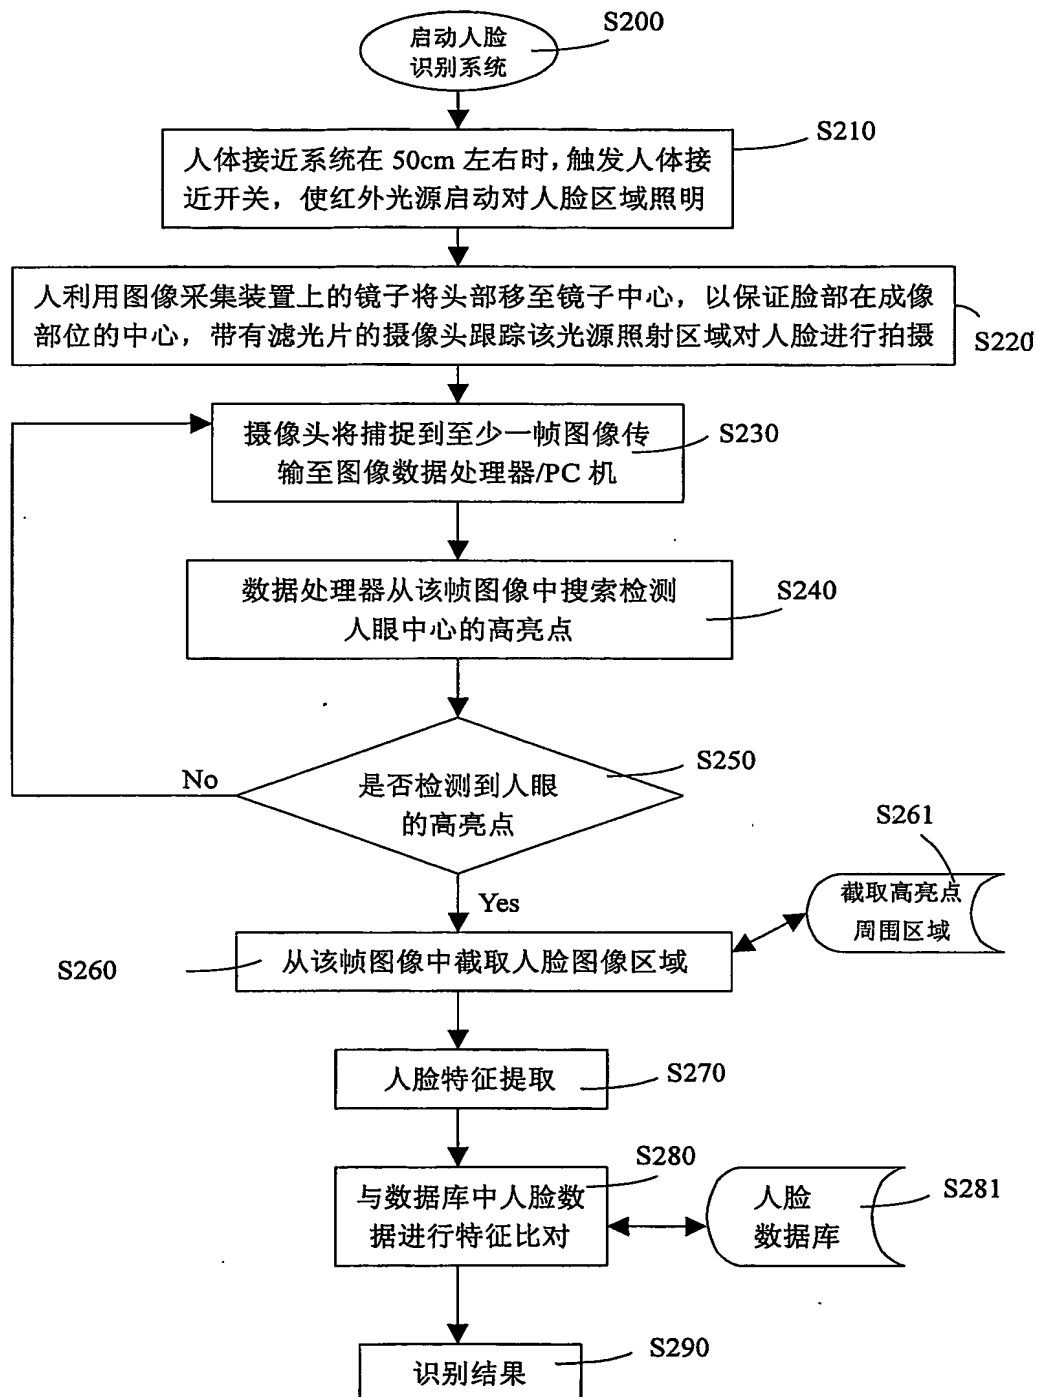 启动人脸
识别系统
S200
人体接近系统在 50cm 左右时，触发人体接
近开关，使红外光源启动对人脸区域照明
S210
人利用图像采集装置上的镜子将头部移至镜子中心，以保证脸部在成像
部位的中心，带有滤光片的摄像头跟踪该光源照射区域对人脸进行拍摄
S220
摄像头将捕捉到至少一帧图像传
输至图像数据处理器/PC 机
S230
数据处理器从该帧图像中搜索检测
人眼中心的高亮点
S240
是否检测到人眼
的高亮点
S250
No
Yes
S261
截取高亮点
周围区域
从该帧图像中截取人脸图像区域
S260
人脸特征提取
S270
与数据库中人脸数
据进行特征比对
S280
人脸
数据库
S281
识别结果
S290